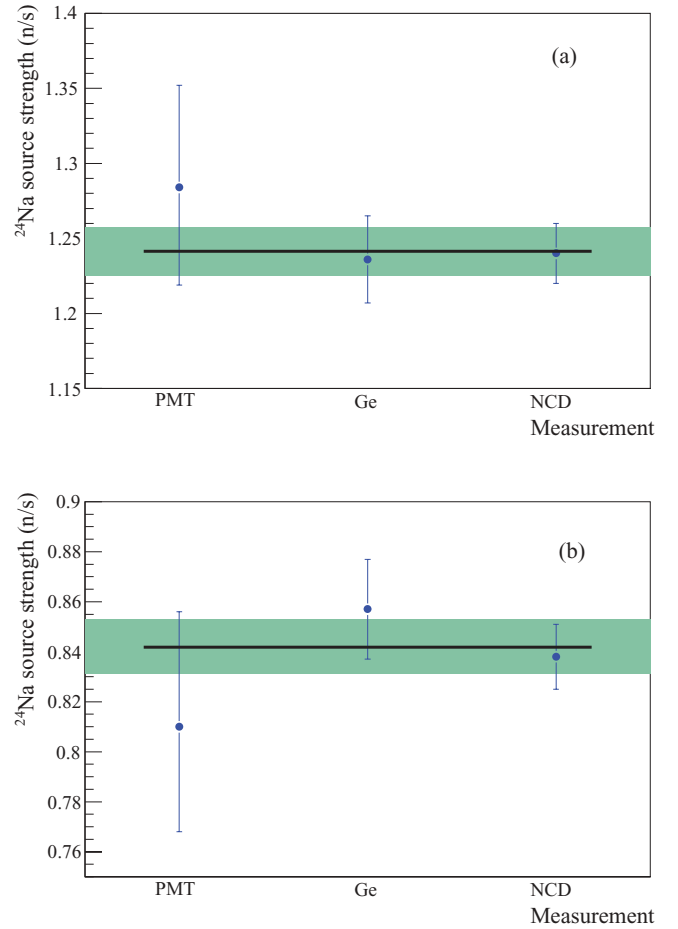 1.4
(a)
1.35
1.3
1.25
1.2
1.15
²⁴Na source strength (n/s)
PMT Ge NCD
Measurement
0.9
(b)
0.88
0.86
0.84
0.82
0.8
0.78
0.76
²⁴Na source strength (n/s)
PMT Ge NCD
Measurement